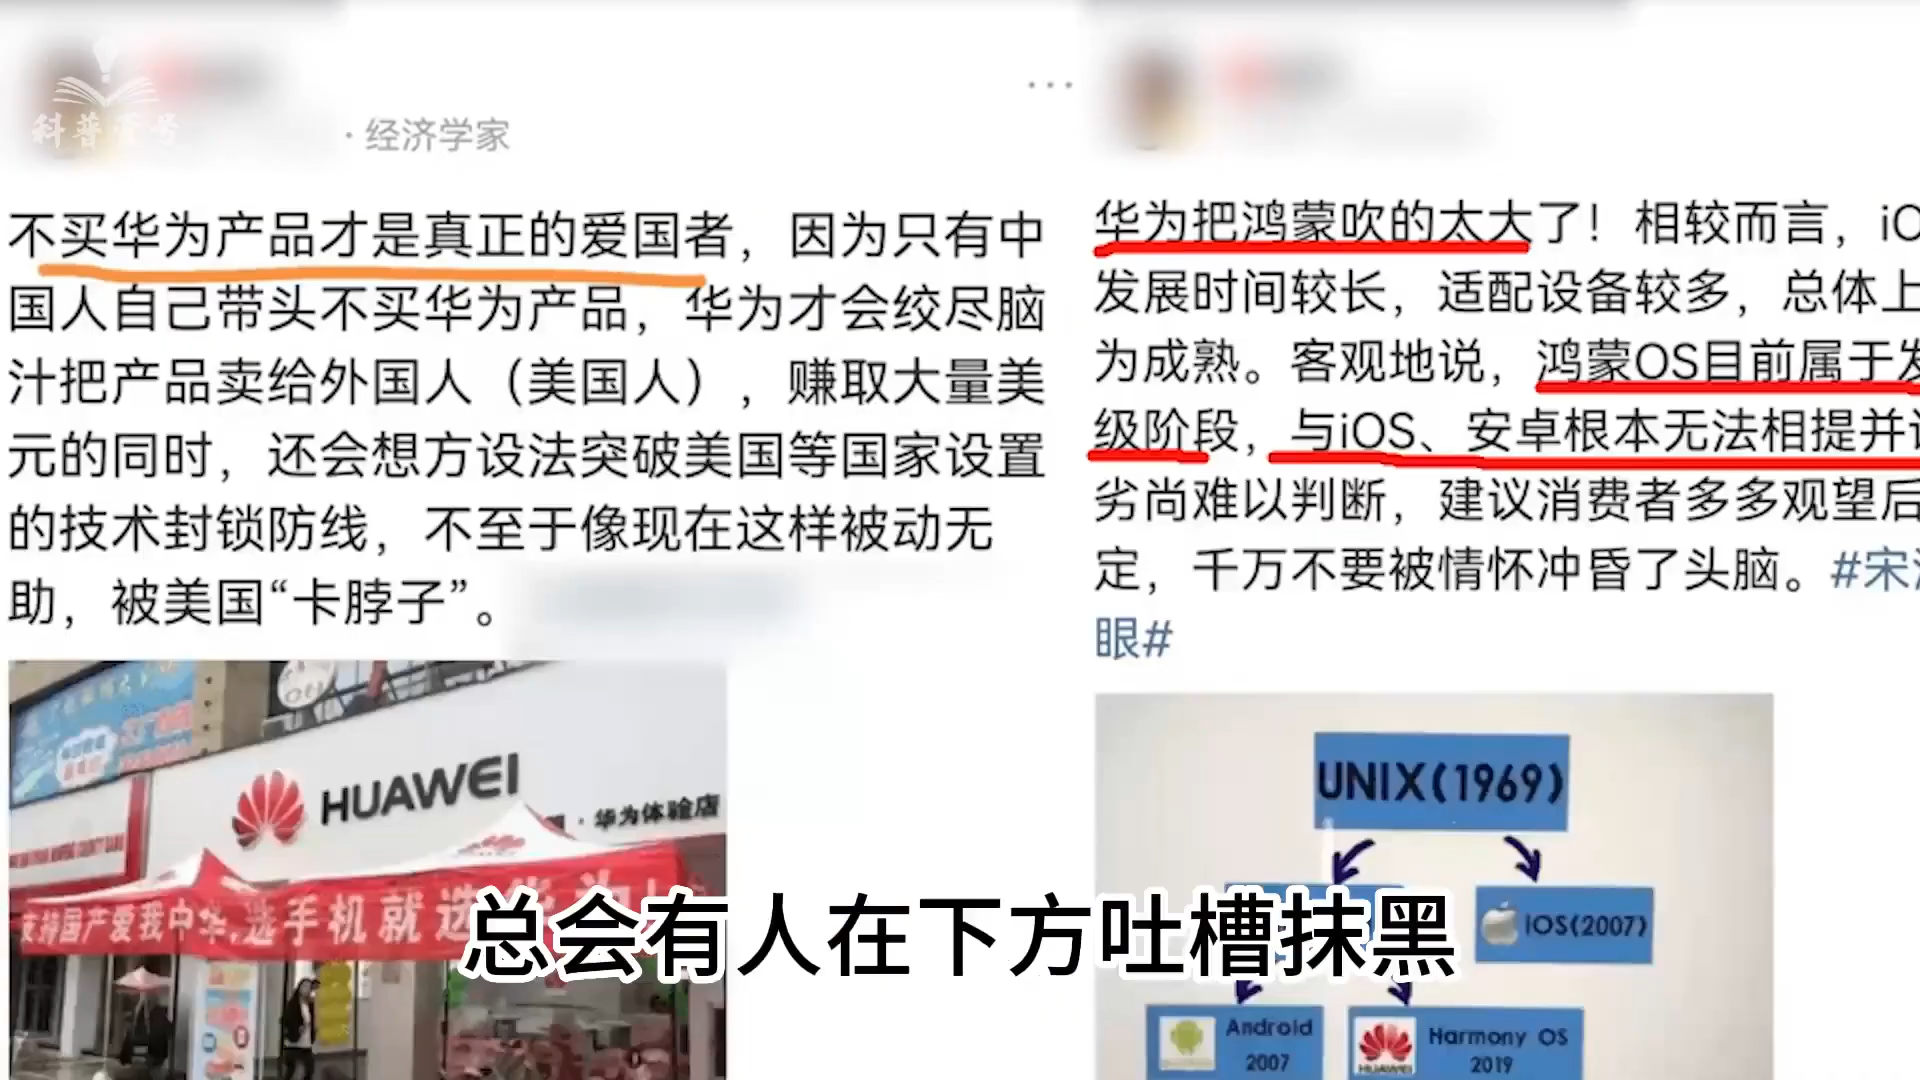 · 经济学家
不买华为产品才是真正的爱国者，因为只有中
国人自己带头不买华为产品，华为才会绞尽脑
汁把产品卖给外国人（美国人），赚取大量美
元的同时，还会想方设法突破美国等国家设置
的技术封锁防线，不至于像现在这样被动无
助，被美国“卡脖子”。
HUAWEI
·华为体验店
支持国产爱我中华,选手机就选华为!
华为把鸿蒙吹的太大了！相较而言，iO
发展时间较长，适配设备较多，总体上
为成熟。客观地说，鸿蒙OS目前属于发
级阶段，与iOS、安卓根本无法相提并论
劣尚难以判断，建议消费者多多观望后
定，千万不要被情怀冲昏了头脑。#宋
眼#
UNIX(1969)
iOS(2007)
Android
2007
Harmony OS
2019
HUAWEI
总会有人在下方吐槽抹黑